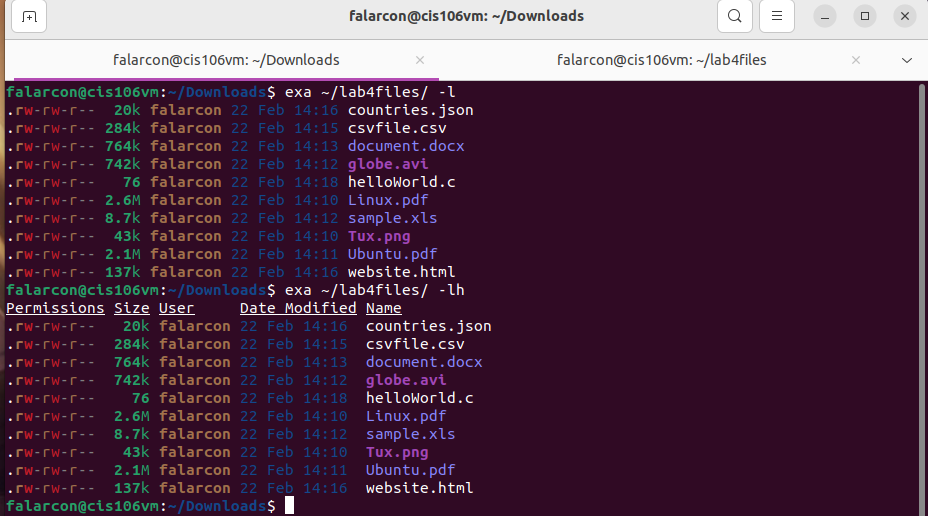 falarcon@cis106vm: ~/Downloads
falarcon@cis106vm: ~/Downloads × falarcon@cis106vm: ~/lab4files ×
falarcon@cis106vm:~/Downloads$ exa ~/lab4files/ -l
.rw-rw-r-- 20k falarcon 22 Feb 14:16 countries.json
.rw-rw-r-- 284k falarcon 22 Feb 14:15 csvfile.csv
.rw-rw-r-- 764k falarcon 22 Feb 14:13 document.docx
.rw-rw-r-- 742k falarcon 22 Feb 14:12 globe.avi
.rw-rw-r-- 76 falarcon 22 Feb 14:18 helloWorld.c
.rw-rw-r-- 2.6M falarcon 22 Feb 14:10 Linux.pdf
.rw-rw-r-- 8.7k falarcon 22 Feb 14:12 sample.xls
.rw-rw-r-- 43k falarcon 22 Feb 14:10 Tux.png
.rw-rw-r-- 2.1M falarcon 22 Feb 14:11 Ubuntu.pdf
.rw-rw-r-- 137k falarcon 22 Feb 14:16 website.html
falarcon@cis106vm:~/Downloads$ exa ~/lab4files/ -lh
Permissions Size User Date Modified Name
.rw-rw-r-- 20k falarcon 22 Feb 14:16 countries.json
.rw-rw-r-- 284k falarcon 22 Feb 14:15 csvfile.csv
.rw-rw-r-- 764k falarcon 22 Feb 14:13 document.docx
.rw-rw-r-- 742k falarcon 22 Feb 14:12 globe.avi
.rw-rw-r-- 76 falarcon 22 Feb 14:18 helloWorld.c
.rw-rw-r-- 2.6M falarcon 22 Feb 14:10 Linux.pdf
.rw-rw-r-- 8.7k falarcon 22 Feb 14:12 sample.xls
.rw-rw-r-- 43k falarcon 22 Feb 14:10 Tux.png
.rw-rw-r-- 2.1M falarcon 22 Feb 14:11 Ubuntu.pdf
.rw-rw-r-- 137k falarcon 22 Feb 14:16 website.html
falarcon@cis106vm:~/Downloads$